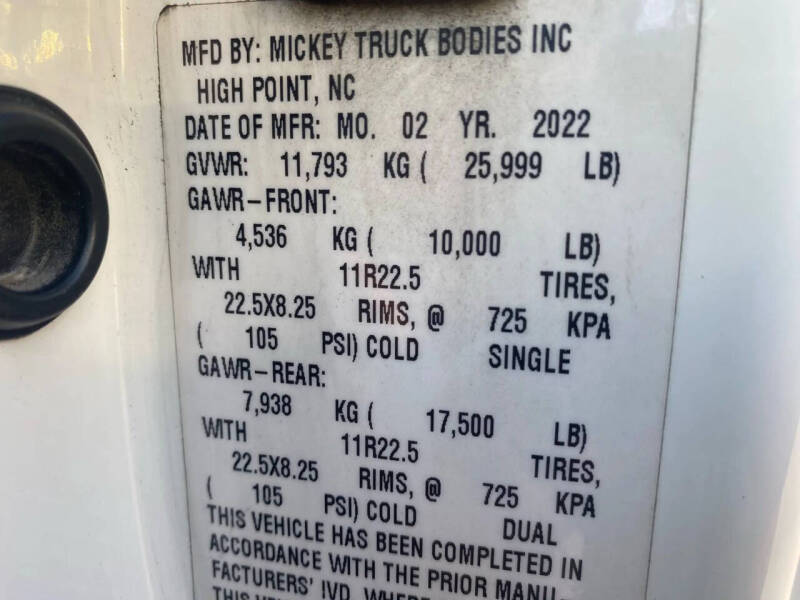 MFD BY: MICKEY TRUCK BODIES INC
HIGH POINT, NC
DATE OF MFR: MO. 02 YR. 2022
GVWR: 11,793 KG ( 25,999 LB)
GAWR-FRONT:
4,536 KG ( 10,000 LB)
WITH 11R22.5 TIRES,
22.5X8.25 RIMS, @ 725 KPA
( 105 PSI) COLD SINGLE
GAWR-REAR:
7,938 KG ( 17,500 LB)
WITH 11R22.5 TIRES,
22.5X8.25 RIMS, @ 725 KPA
( 105 PSI) COLD DUAL
THIS VEHICLE HAS BEEN COMPLETED IN
ACCORDANCE WITH THE PRIOR MANU-
FACTURERS' IVD, WHERE
THIS